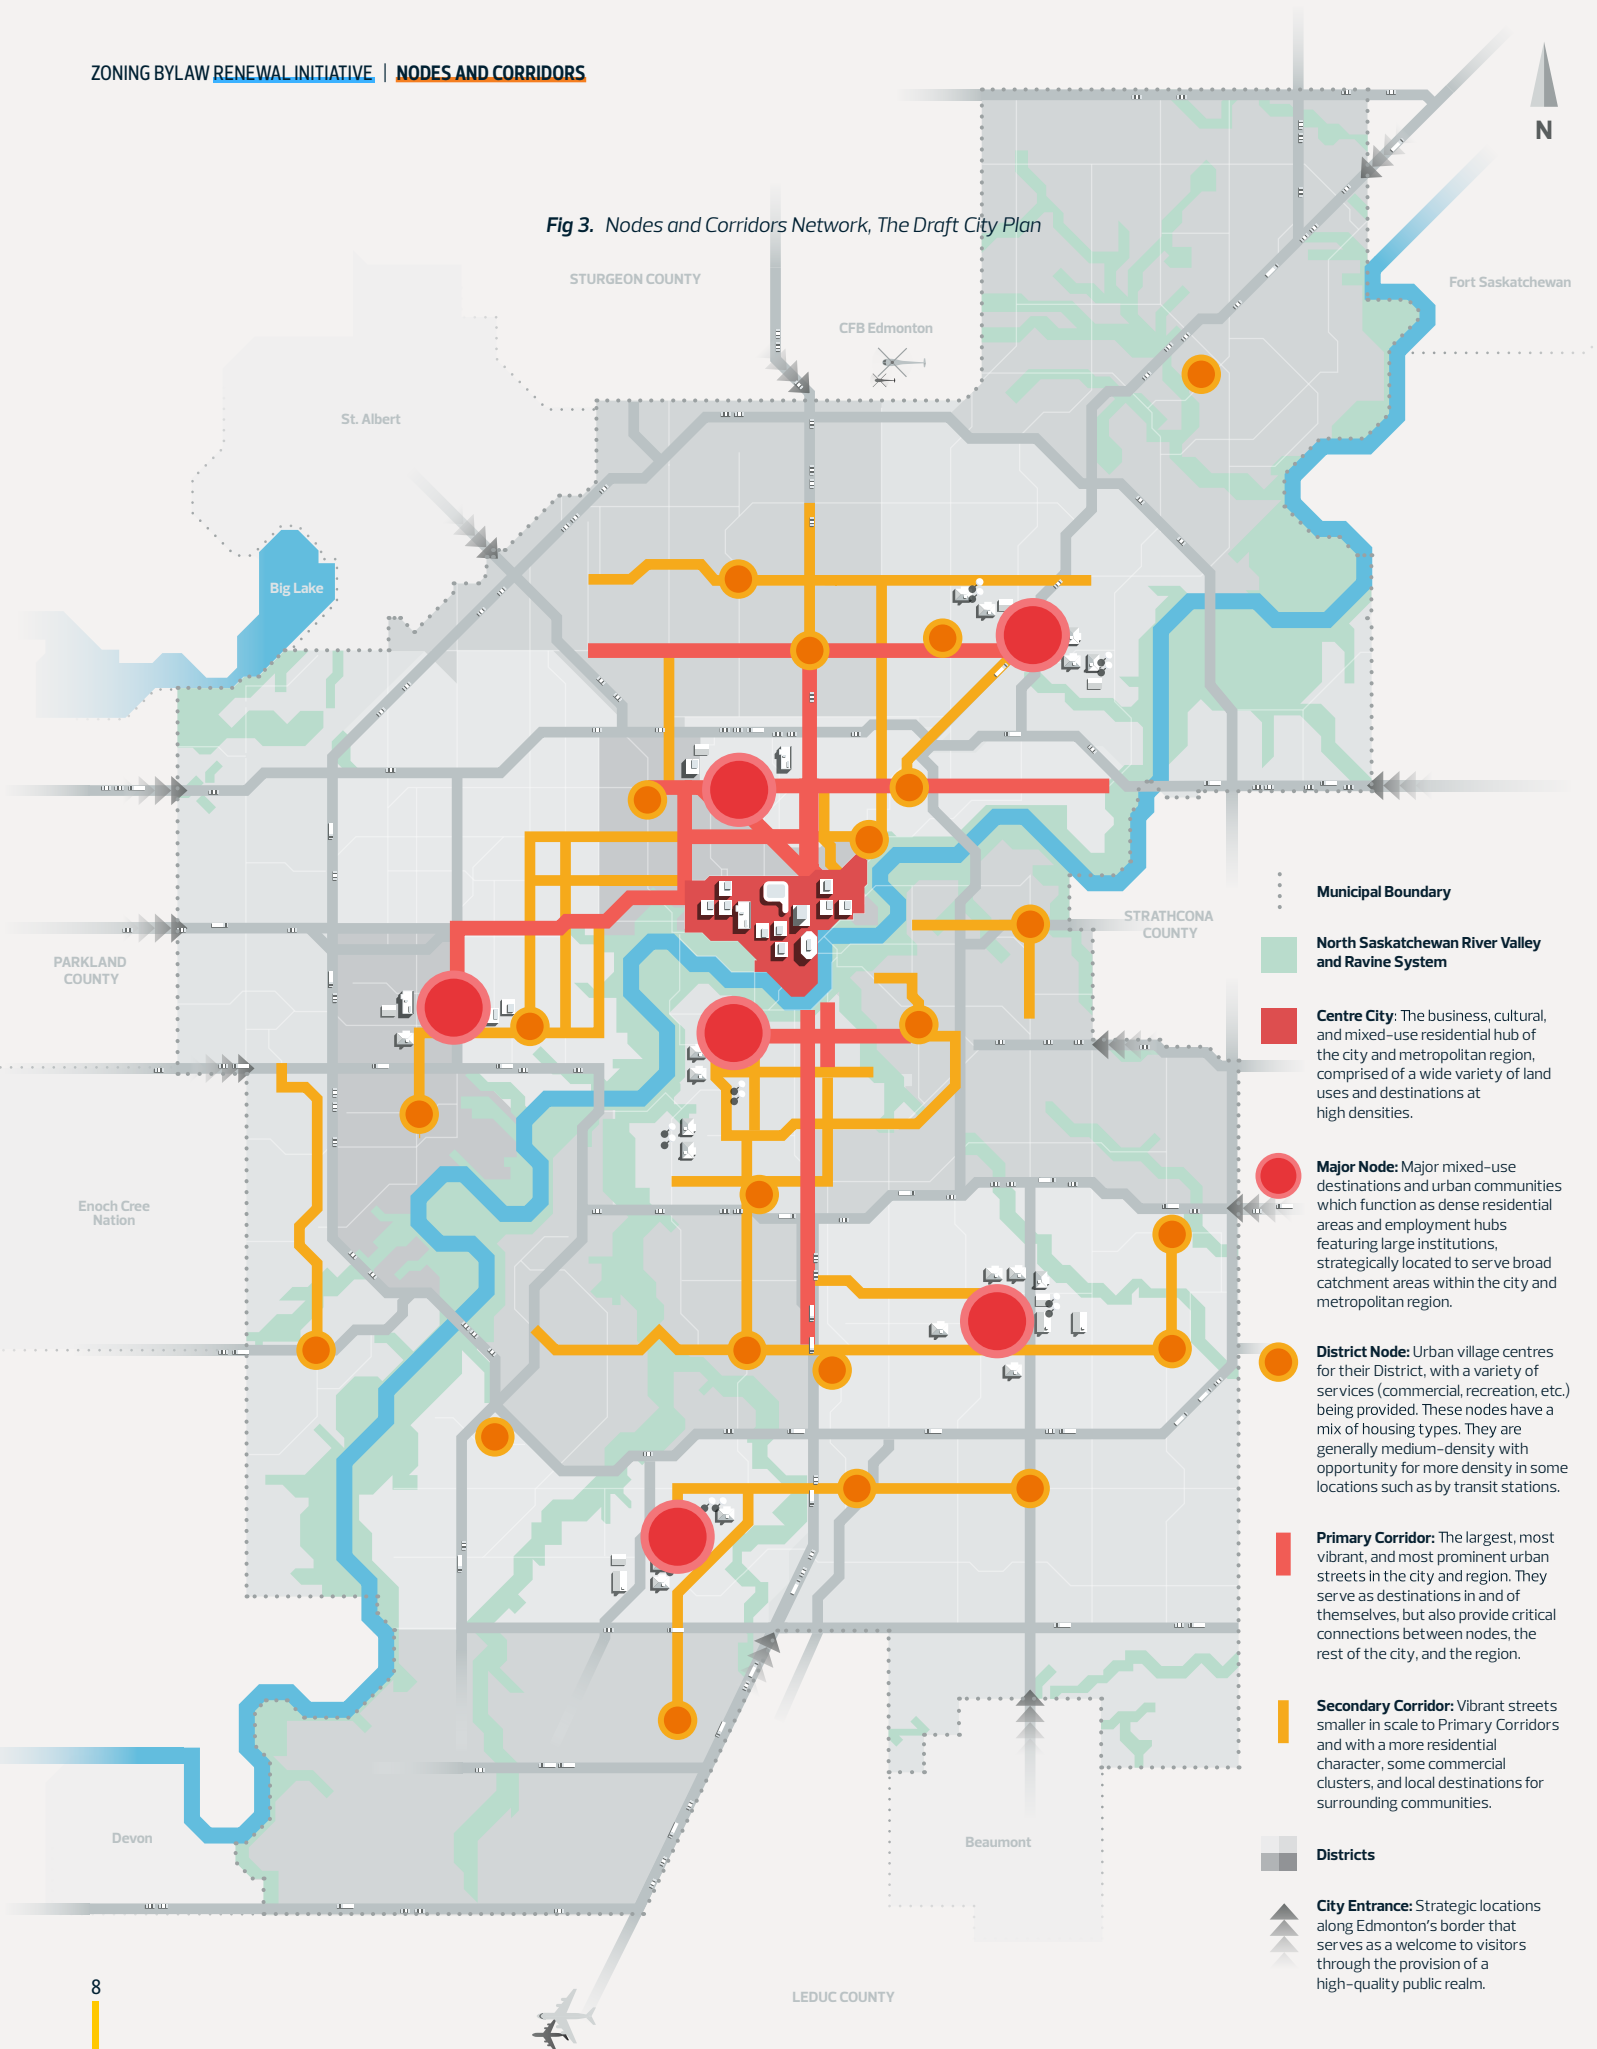 ZONING BYLAW RENEWAL INITIATIVE | NODES AND CORRIDORS
N
Fig 3. Nodes and Corridors Network, The Draft City Plan
STURGEON COUNTY
Fort Saskatchewan
CFB Edmonton
St. Albert
Big Lake
STRATHCONA
COUNTY
PARKLAND
COUNTY
Enoch Cree
Nation
Devon
Beaumont
LEDUC COUNTY
Municipal Boundary
North Saskatchewan River Valley
and Ravine System
Centre City: The business, cultural,
and mixed-use residential hub of
the city and metropolitan region,
comprised of a wide variety of land
uses and destinations at
high densities.
Major Node: Major mixed-use
destinations and urban communities
which function as dense residential
areas and employment hubs
featuring large institutions,
strategically located to serve broad
catchment areas within the city and
metropolitan region.
District Node: Urban village centres
for their District, with a variety of
services (commercial, recreation, etc.)
being provided. These nodes have a
mix of housing types. They are
generally medium-density with
opportunity for more density in some
locations such as by transit stations.
Primary Corridor: The largest, most
vibrant, and most prominent urban
streets in the city and region. They
serve as destinations in and of
themselves, but also provide critical
connections between nodes, the
rest of the city, and the region.
Secondary Corridor: Vibrant streets
smaller in scale to Primary Corridors
and with a more residential
character, some commercial
clusters, and local destinations for
surrounding communities.
Districts
City Entrance: Strategic locations
along Edmonton's border that
serves as a welcome to visitors
through the provision of a
high-quality public realm.
8